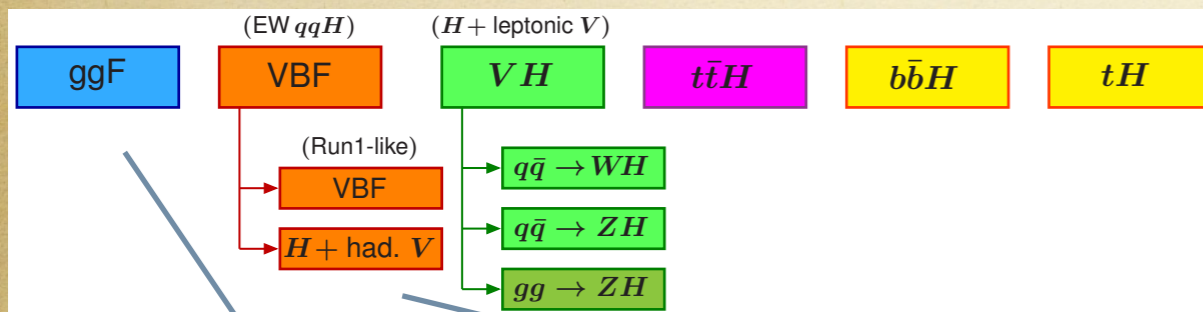 (EW qqH) (H + leptonic V)
ggF VBF VH tt̄H bb̄H tH
(Run1-like)
VBF
H + had. V
qq̄ → WH
qq̄ → ZH
gg → ZH